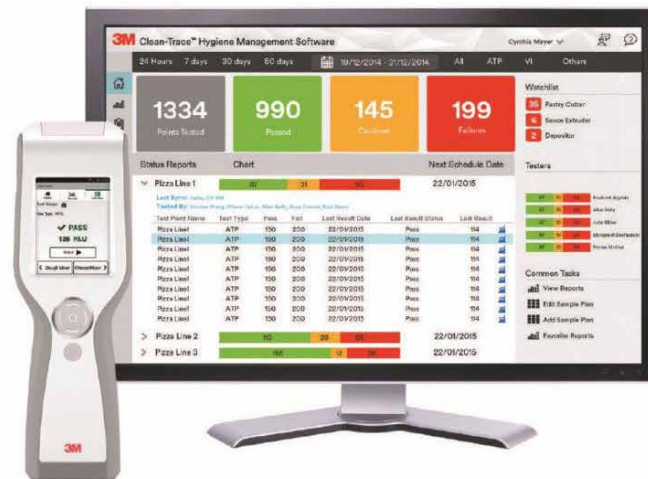 3M Clean-Trace™ Hygiene Management Software
Cynthia Meyer
24 Hours 7 days 30 days 60 days 19/12/2014 - 31/12/2014 All ATP VI Others
1334
Points Tested
990
Passed
145
Cautions
199
Failures
Watchlist
35 Pastry Cutter
6 Sauce Extruder
2 Depositor
Status Reports Chart Next Schedule Date
Pizza Line 1 22/01/2015
Test Point Name Test Type Pass Fail Last Result Date Last Result Status Last Result
Pizza Line1 ATP 150 200 22/01/2015 Pass 114
Pizza Line1 ATP 150 200 22/01/2015 Pass 114
Pizza Line1 ATP 150 200 22/01/2015 Pass 114
Pizza Line1 ATP 150 200 22/01/2015 Pass 114
Pizza Line1 ATP 150 200 22/01/2015 Pass 114
Pizza Line1 ATP 150 200 22/01/2015 Pass 114
Pizza Line1 ATP 150 200 22/01/2015 Pass 114
Pizza Line1 ATP 150 200 22/01/2015 Pass 114
Pizza Line1 ATP 150 200 22/01/2015 Pass 114
Pizza Line1 ATP 150 200 22/01/2015 Pass 114
Pizza Line 2 22/01/2015
Pizza Line 3 22/01/2015
Testers
Common Tasks
View Reports
Edit Sample Plan
Add Sample Plan
Favorite Reports
PASS
RLU
3M